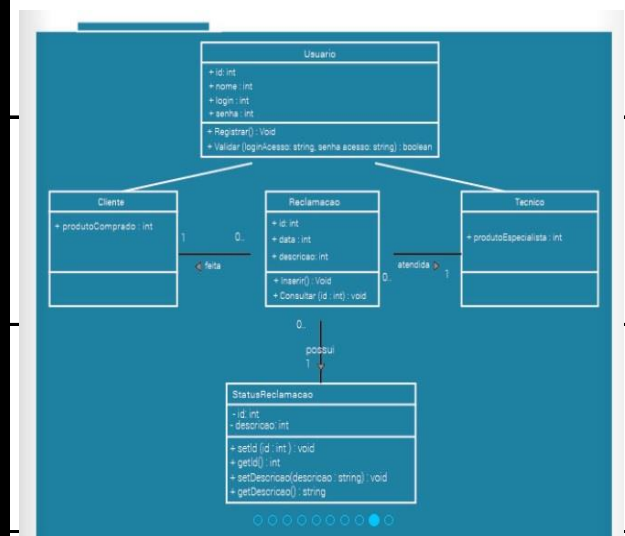 Usuario
+ id: int
+ nome : int
+ login : int
+ senha : int
+ Registrar() : Void
+ Validar (loginAcesso: string, senha acesso: string) : boolean
Cliente
+ produtoComprado : int
Reclamacao
+ id: int
+ data : int
+ descricao: int
+ Inserir() : Void
+ Consultar (id : int) : void
Tecnico
+ produtoEspecialista : int
1
0..
feita
atendida
0..
1
0..
possui
1
StatusReclamacao
- id: int
- descricao: int
+ setId (id : int ) : void
+ getId() : int
+ setDescricao(descricao : string) : void
+ getDescricao() : string